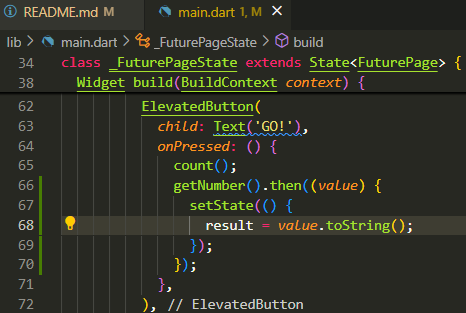 README.md M main.dart 1, M
lib > main.dart > _FuturePageState > build
34 class _FuturePageState extends State<FuturePage> {
38 Widget build(BuildContext context) {
62 ElevatedButton(
63 child: Text('GO!'),
64 onPressed: () {
65 count();
66 getNumber().then((value) {
67 setState(() {
68 result = value.toString();
69 });
70 });
71 },
72 ), // ElevatedButton